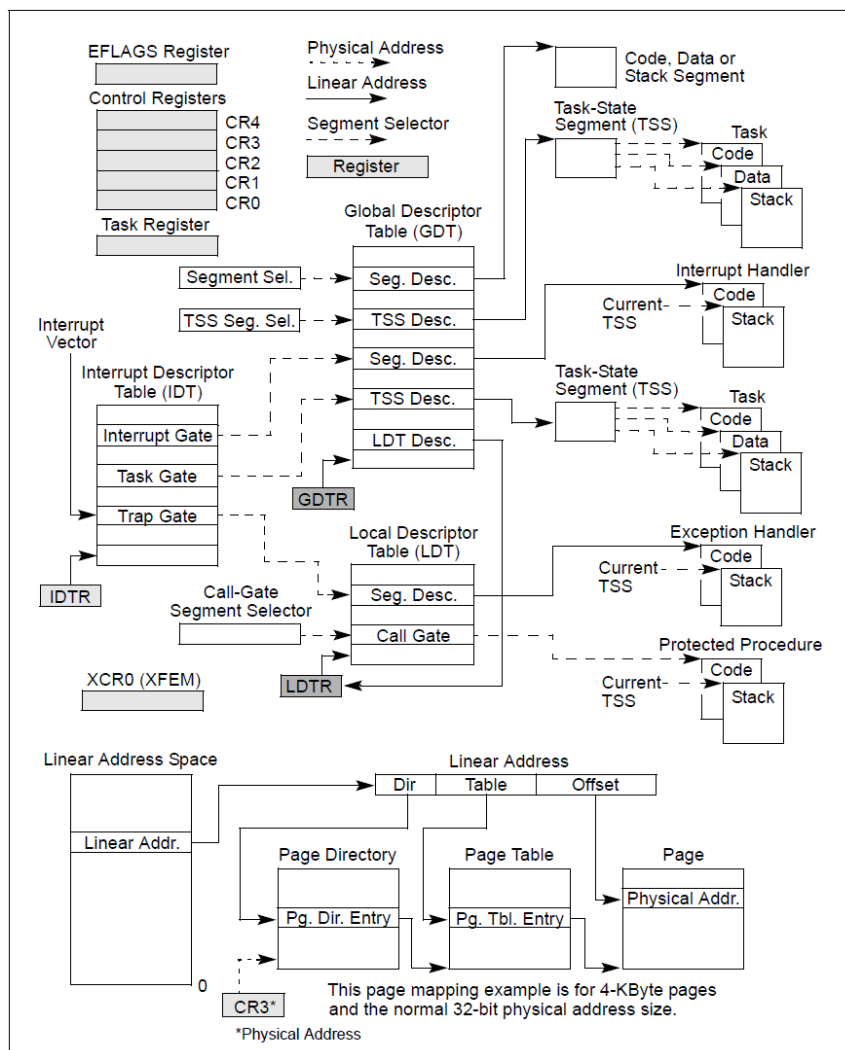 EFLAGS Register
Control Registers
CR4
CR3
CR2
CR1
CR0
Task Register
Physical Address
Linear Address
Segment Selector
Register
Code, Data or
Stack Segment
Task-State
Segment (TSS)
Task
Code
Data
Stack
Global Descriptor
Table (GDT)
Segment Sel.
Seg. Desc.
TSS Seg. Sel.
TSS Desc.
Seg. Desc.
TSS Desc.
LDT Desc.
GDTR
Interrupt Handler
Code
Current-
TSS
Stack
Interrupt
Vector
Interrupt Descriptor
Table (IDT)
Interrupt Gate
Task Gate
Trap Gate
IDTR
Task-State
Segment (TSS)
Task
Code
Data
Stack
Local Descriptor
Table (LDT)
Seg. Desc.
Call Gate
LDTR
Call-Gate
Segment Selector
Exception Handler
Code
Current-
TSS
Stack
Protected Procedure
Code
Current-
TSS
Stack
XCR0 (XFEM)
Linear Address Space
Linear Addr.
0
Linear Address
Dir
Table
Offset
Page Directory
Pg. Dir. Entry
Page Table
Pg. Tbl. Entry
Page
Physical Addr.
CR3*
*Physical Address
This page mapping example is for 4-KByte pages
and the normal 32-bit physical address size.